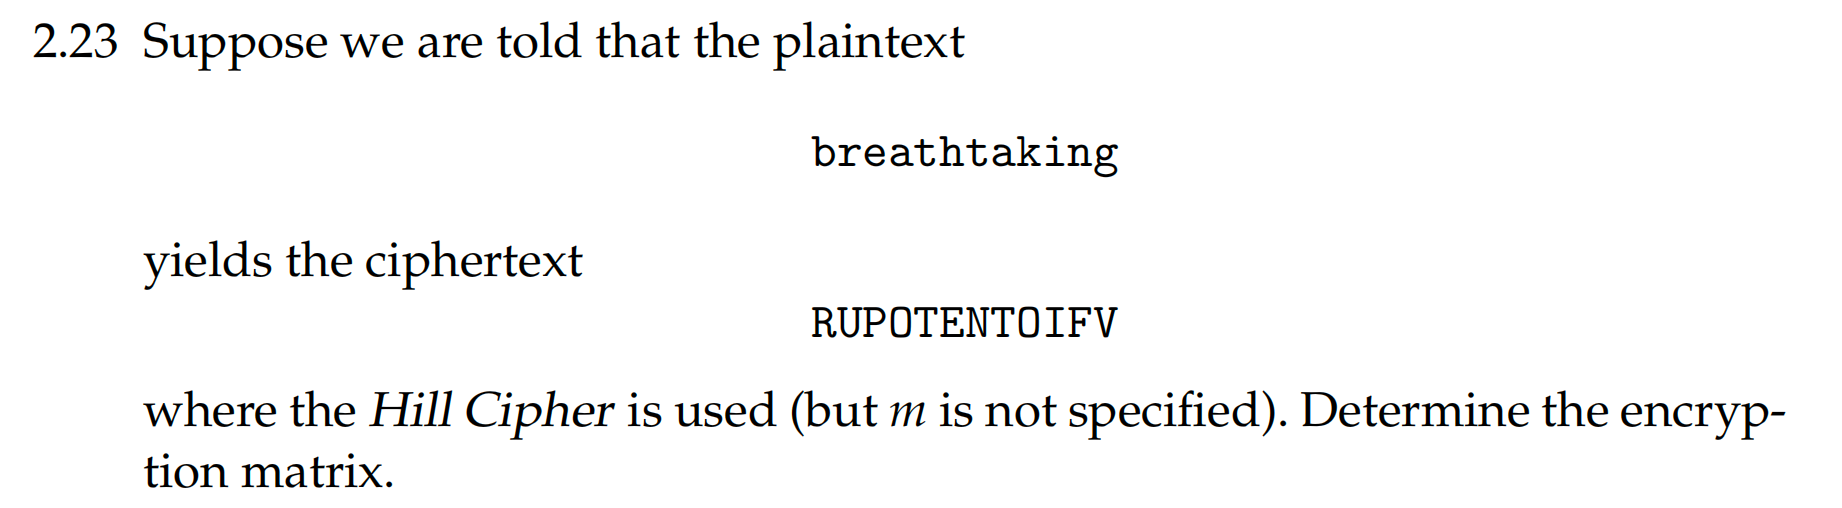 2.23 Suppose we are told that the plaintext
breathtaking
yields the ciphertext
RUPOTENTOIFV
where the Hill Cipher is used (but m is not specified). Determine the encryp-
tion matrix.